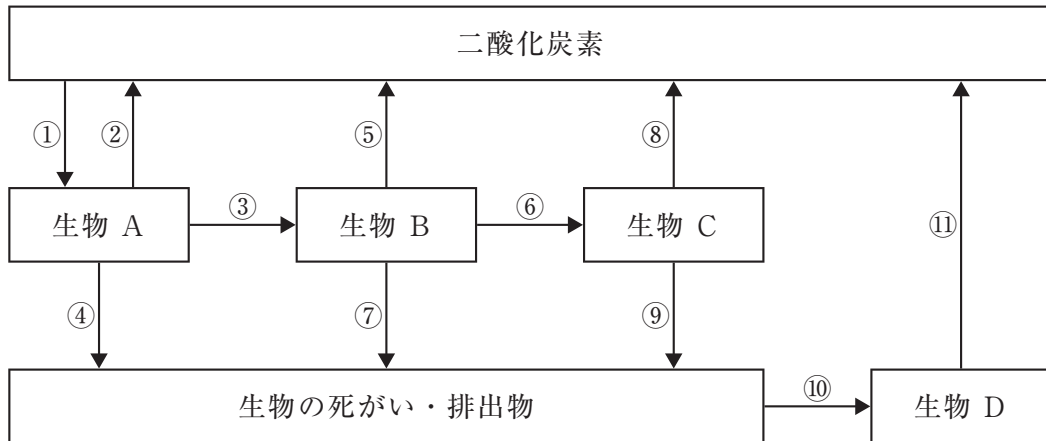 二酸化炭素
① ② ⑤ ⑧
生物 A ③ 生物 B ⑥ 生物 C ⑪
④ ⑦ ⑨
生物の死がい・排出物 ⑩ 生物 D